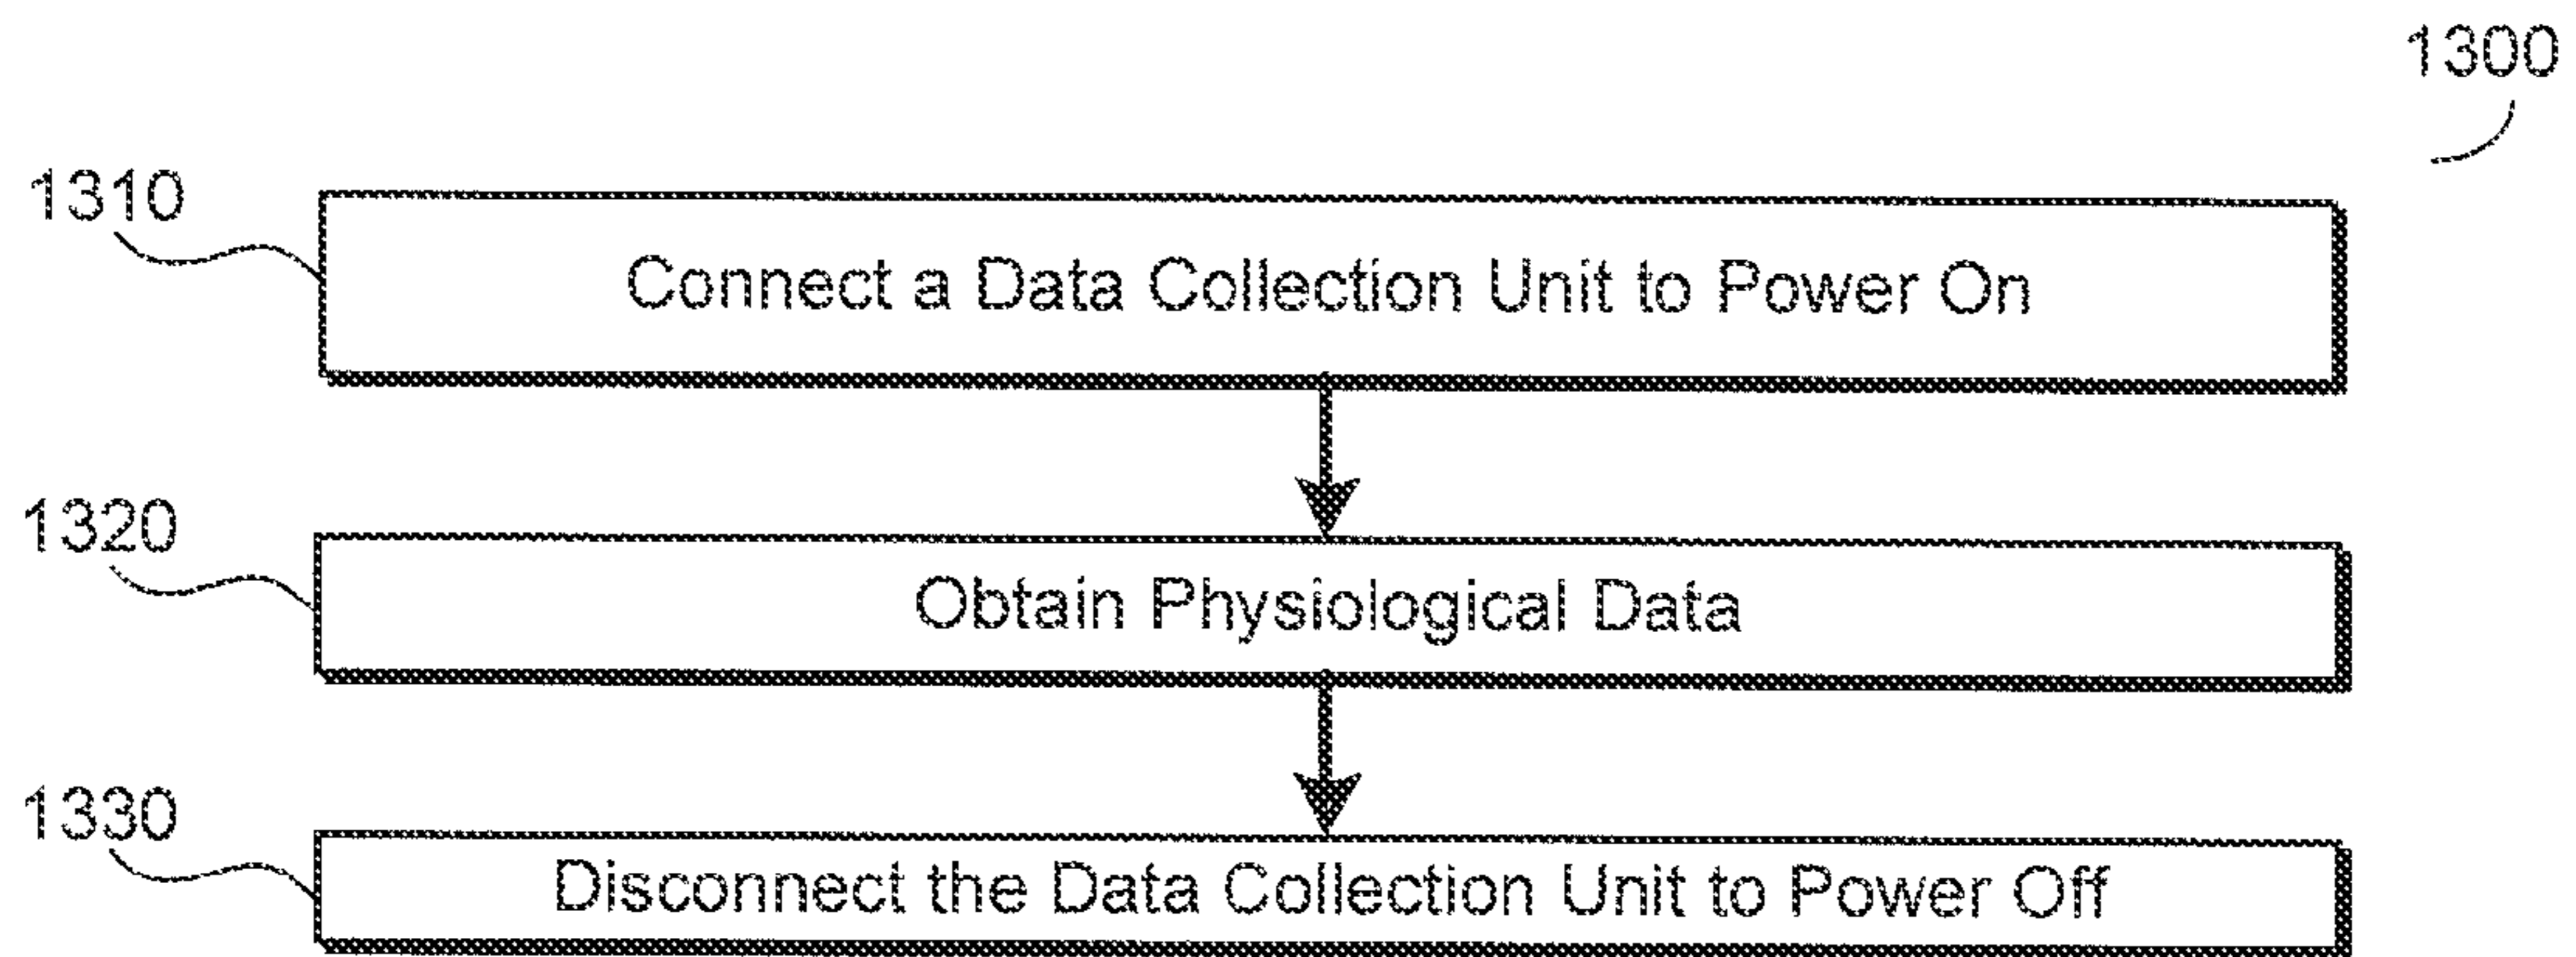 1300
1310
Connect a Data Collection Unit to Power On
1320
Obtain Physiological Data
1330
Disconnect the Data Collection Unit to Power Off